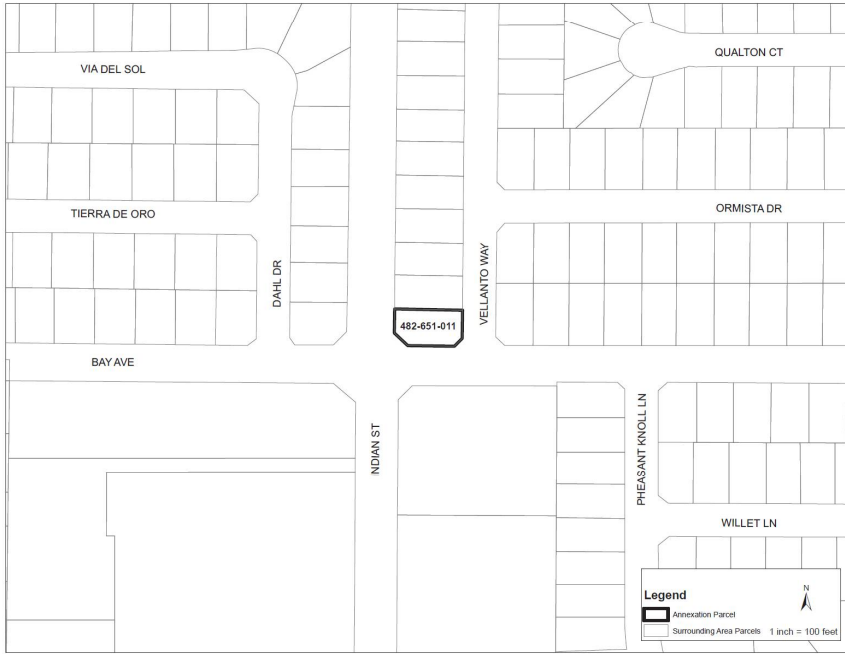 VIA DEL SOL
QUALTON CT
TIERRA DE ORO
ORMISTA DR
DAHL DR
VELLANTO WAY
482-651-011
BAY AVE
NDIAN ST
PHEASANT KNOLL LN
WILLET LN
Legend
N
Annexation Parcel
Surrounding Area Parcels 1 inch = 100 feet